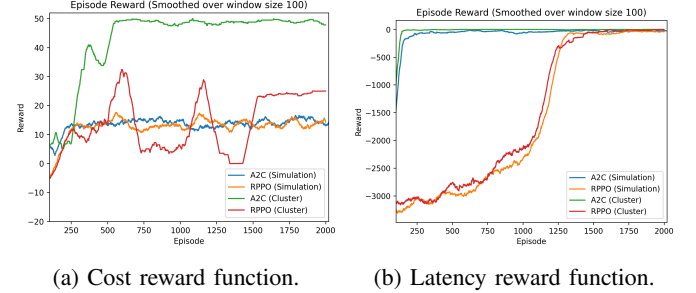 Episode Reward (Smoothed over window size 100)
50
40
30
20
10
0
−10
−20
Reward
A2C (Simulation)
RPPO (Simulation)
A2C (Cluster)
RPPO (Cluster)
250 500 750 1000 1250 1500 1750 2000
Episode
(a) Cost reward function.
Episode Reward (Smoothed over window size 100)
0
−500
−1000
−1500
−2000
−2500
−3000
Reward
A2C (Simulation)
RPPO (Simulation)
A2C (Cluster)
RPPO (Cluster)
250 500 750 1000 1250 1500 1750 2000
Episode
(b) Latency reward function.